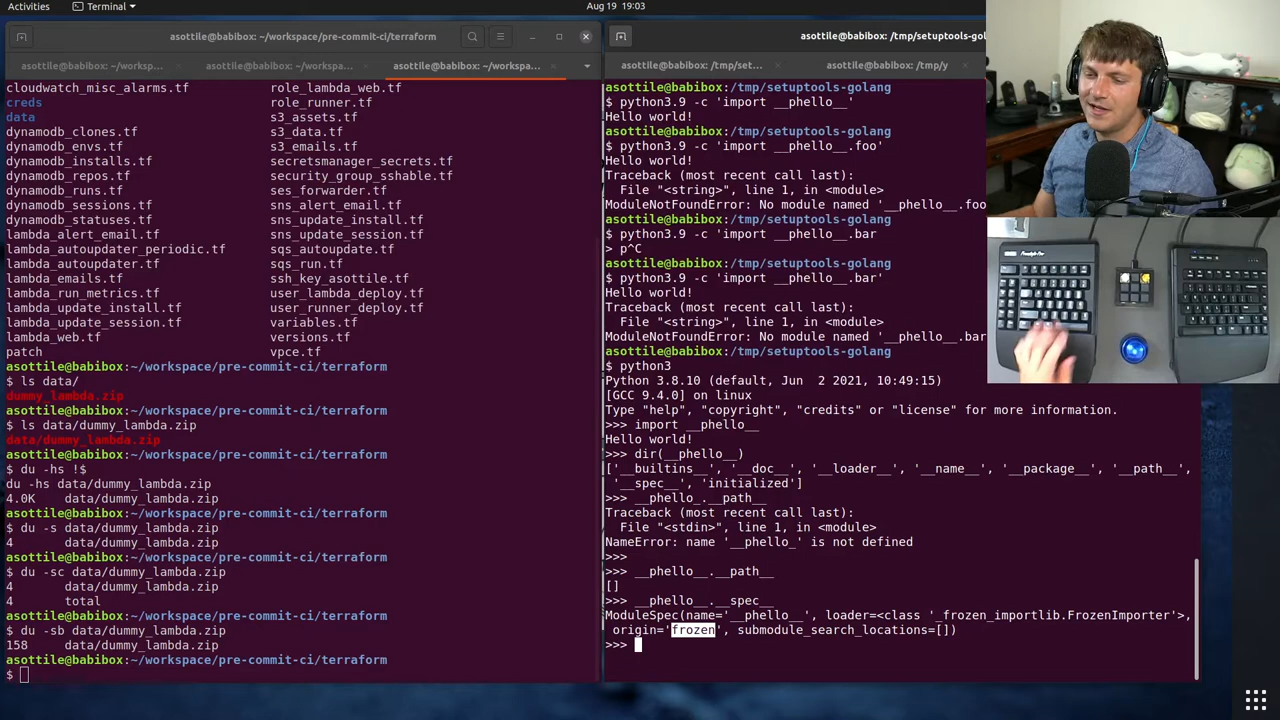 Activities
Terminal
Aug 19 19:03
asottile@babibox: ~/workspace/pre-commit-ci/terraform
asottile@babibox: ~/worksp...
asottile@babibox: ~/workspa...
asottile@babibox: ~/workspa...
cloudwatch_misc_alarms.tf role_lambda_web.tf
creds role_runner.tf
data s3_assets.tf
dynamodb_clones.tf s3_data.tf
dynamodb_envs.tf s3_emails.tf
dynamodb_installs.tf secretsmanager_secrets.tf
dynamodb_repos.tf security_group_sshable.tf
dynamodb_runs.tf ses_forwarder.tf
dynamodb_sessions.tf sns_alert_email.tf
dynamodb_statuses.tf sns_update_install.tf
lambda_alert_email.tf sns_update_session.tf
lambda_autoupdater_periodic.tf sqs_autoupdate.tf
lambda_autoupdater.tf sqs_run.tf
lambda_emails.tf ssh_key_asottile.tf
lambda_run_metrics.tf user_lambda_deploy.tf
lambda_update_install.tf user_runner_deploy.tf
lambda_update_session.tf variables.tf
lambda_web.tf versions.tf
patch vpce.tf
asottile@babibox:~/workspace/pre-commit-ci/terraform
$ ls data/
dummy_lambda.zip
asottile@babibox:~/workspace/pre-commit-ci/terraform
$ ls data/dummy_lambda.zip
data/dummy_lambda.zip
asottile@babibox:~/workspace/pre-commit-ci/terraform
$ du -hs !$
du -hs data/dummy_lambda.zip
4.0K data/dummy_lambda.zip
asottile@babibox:~/workspace/pre-commit-ci/terraform
$ du -s data/dummy_lambda.zip
4 data/dummy_lambda.zip
asottile@babibox:~/workspace/pre-commit-ci/terraform
$ du -sc data/dummy_lambda.zip
4 data/dummy_lambda.zip
4 total
asottile@babibox:~/workspace/pre-commit-ci/terraform
$ du -sb data/dummy_lambda.zip
158 data/dummy_lambda.zip
asottile@babibox:~/workspace/pre-commit-ci/terraform
$
asottile@babibox: /tmp/setuptools-gola
asottile@babibox: /tmp/set...
asottile@babibox: /tmp/y
asottile@babibox:/tmp/setuptools-golang
$ python3.9 -c 'import __phello__'
Hello world!
asottile@babibox:/tmp/setuptools-golang
$ python3.9 -c 'import __phello__.foo'
Hello world!
Traceback (most recent call last):
File "<string>", line 1, in <module>
ModuleNotFoundError: No module named '__phello__.foo
asottile@babibox:/tmp/setuptools-golang
$ python3.9 -c 'import __phello__.bar
> p^C
asottile@babibox:/tmp/setuptools-golang
$ python3.9 -c 'import __phello__.bar'
Hello world!
Traceback (most recent call last):
File "<string>", line 1, in <module>
ModuleNotFoundError: No module named '__phello__.bar
asottile@babibox:/tmp/setuptools-golang
$ python3
Python 3.8.10 (default, Jun  2 2021, 10:49:15)
[GCC 9.4.0] on linux
Type "help", "copyright", "credits" or "license" for more information.
>>> import __phello__
Hello world!
>>> dir(__phello__)
['__builtins__', '__doc__', '__loader__', '__name__', '__package__', '__path__',
'__spec__', 'initialized']
>>> __phello_.__path__
Traceback (most recent call last):
File "<stdin>", line 1, in <module>
NameError: name '__phello_' is not defined
>>>
>>> __phello__.__path__
[]
>>> __phello__.__spec__
ModuleSpec(name='__phello__', loader=<class '_frozen_importlib.FrozenImporter'>,
origin='frozen', submodule_search_locations=[])
>>>